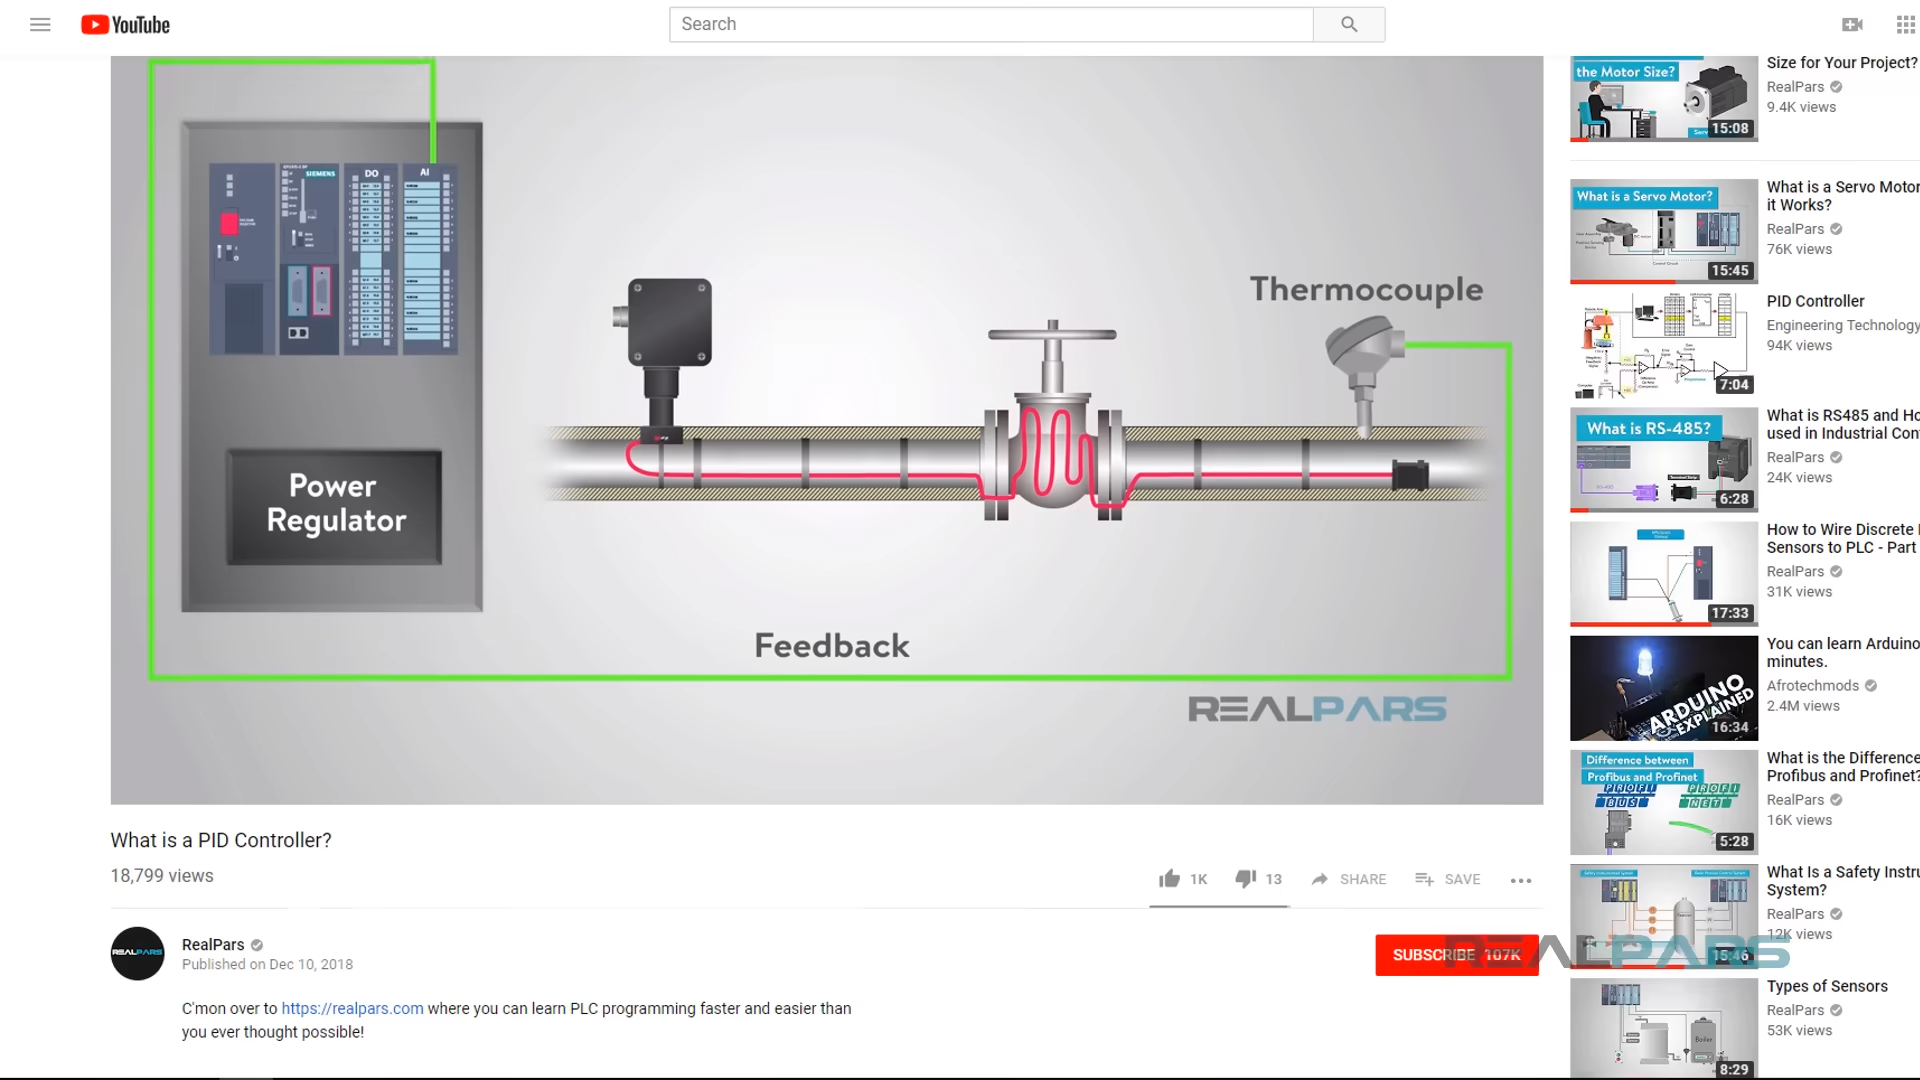 YouTube
Search
SIEMENS
DO
AI
Power
Regulator
Thermocouple
Feedback
REALPARS
What is a PID Controller?
18,799 views
1K
13
SHARE
SAVE
REALPARS
RealPars
Published on Dec 10, 2018
SUBSCRIBE 107K
C'mon over to https://realpars.com where you can learn PLC programming faster and easier than
you ever thought possible!
the Motor Size?
15:08
Size for Your Project?
RealPars
9.4K views
What is a Servo Motor?
15:45
What is a Servo Motor
it Works?
RealPars
76K views
7:04
PID Controller
Engineering Technology
94K views
What is RS-485?
6:28
What is RS485 and Ho
used in Industrial Con
RealPars
24K views
17:33
How to Wire Discrete
Sensors to PLC - Part
RealPars
31K views
ARDUINO
EXPLAINED
16:34
You can learn Arduino
minutes.
Afrotechmods
2.4M views
Difference between
Profibus and Profinet
PROFI
BUS
PROFI
NET
5:28
What is the Difference
Profibus and Profinet?
RealPars
16K views
15:46
What Is a Safety Instru
System?
RealPars
12K views
REALPARS
Boiler
8:29
Types of Sensors
RealPars
53K views